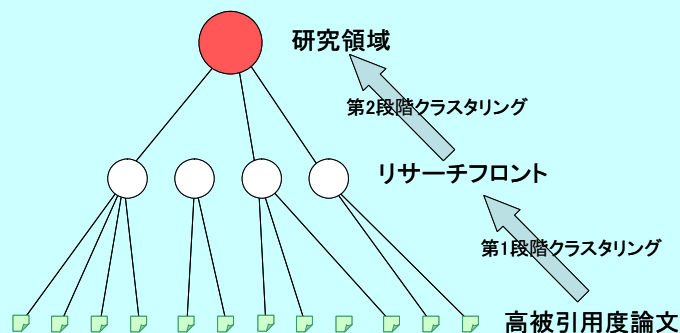 研究領域
第2段階クラスタリング
リサーチフロント
第1段階クラスタリング
高被引用度論文